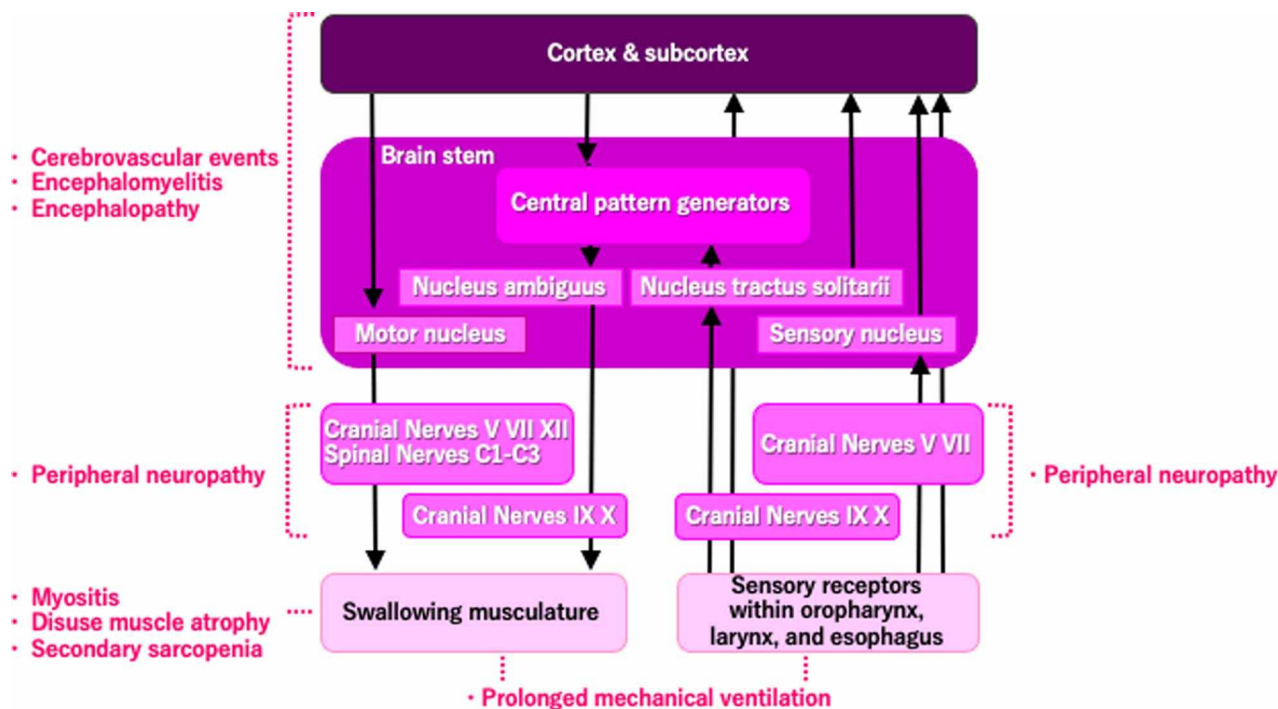 Cortex & subcortex
Brain stem
Central pattern generators
Nucleus ambiguus
Nucleus tractus solitarii
Motor nucleus
Sensory nucleus
Cranial Nerves V VII XII
Spinal Nerves C1-C3
Cranial Nerves V VII
Cranial Nerves IX X
Cranial Nerves IX X
Swallowing musculature
Sensory receptors
within oropharynx,
larynx, and esophagus
· Cerebrovascular events
· Encephalomyelitis
· Encephalopathy
· Peripheral neuropathy
· Peripheral neuropathy
· Myositis
· Disuse muscle atrophy
· Secondary sarcopenia
· Prolonged mechanical ventilation